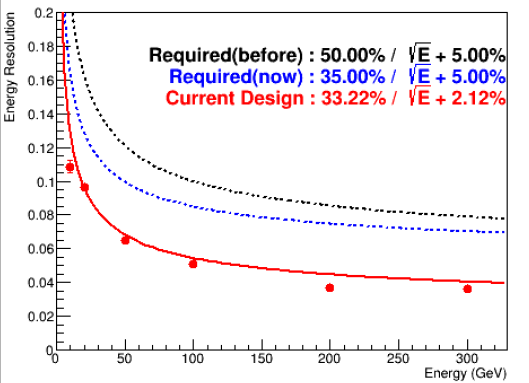 Energy Resolution
0.2
0.18
0.16
0.14
0.12
0.1
0.08
0.06
0.04
0.02
0
Required(before) : 50.00% / √E + 5.00%
Required(now) : 35.00% / √E + 5.00%
Current Design : 33.22% / √E + 2.12%
0 50 100 150 200 250 300
Energy (GeV)